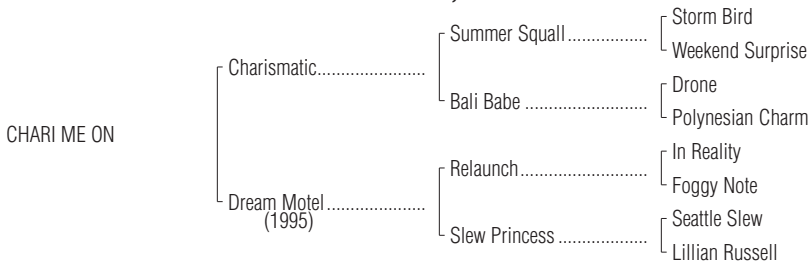 Storm Bird
Summer Squall.................
Weekend Surprise
Charismatic.......................
Drone
Bali Babe ..........................
Polynesian Charm
CHARI ME ON
In Reality
Relaunch...........................
Foggy Note
Dream Motel .....................
(1995)
Seattle Slew
Slew Princess ...................
Lillian Russell